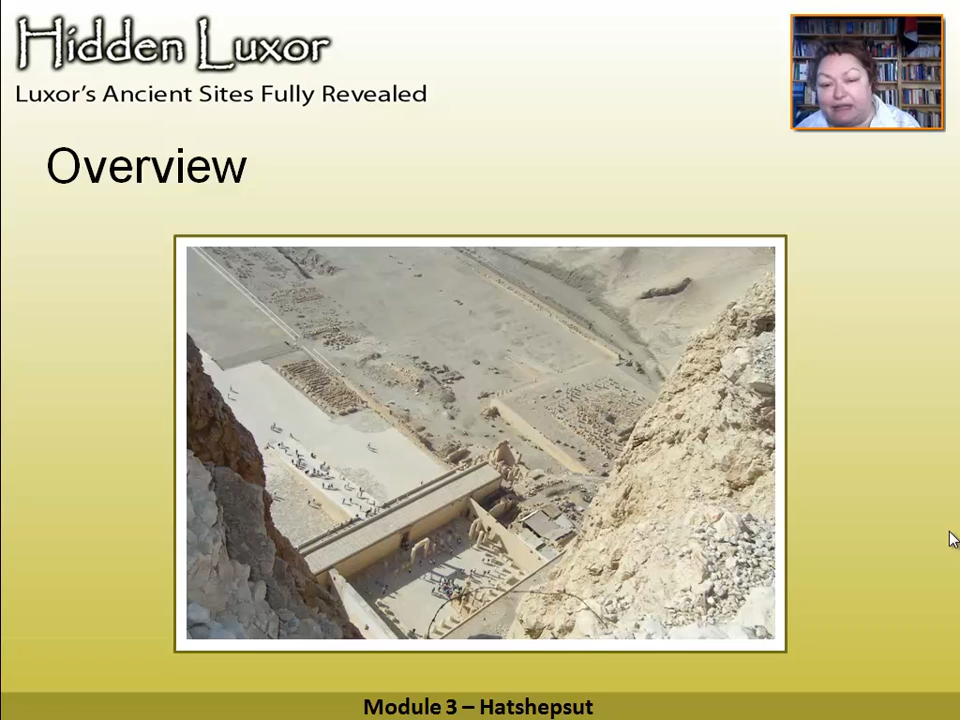 Hidden Luxor
Luxor's Ancient Sites Fully Revealed
Overview
Module 3 – Hatshepsut